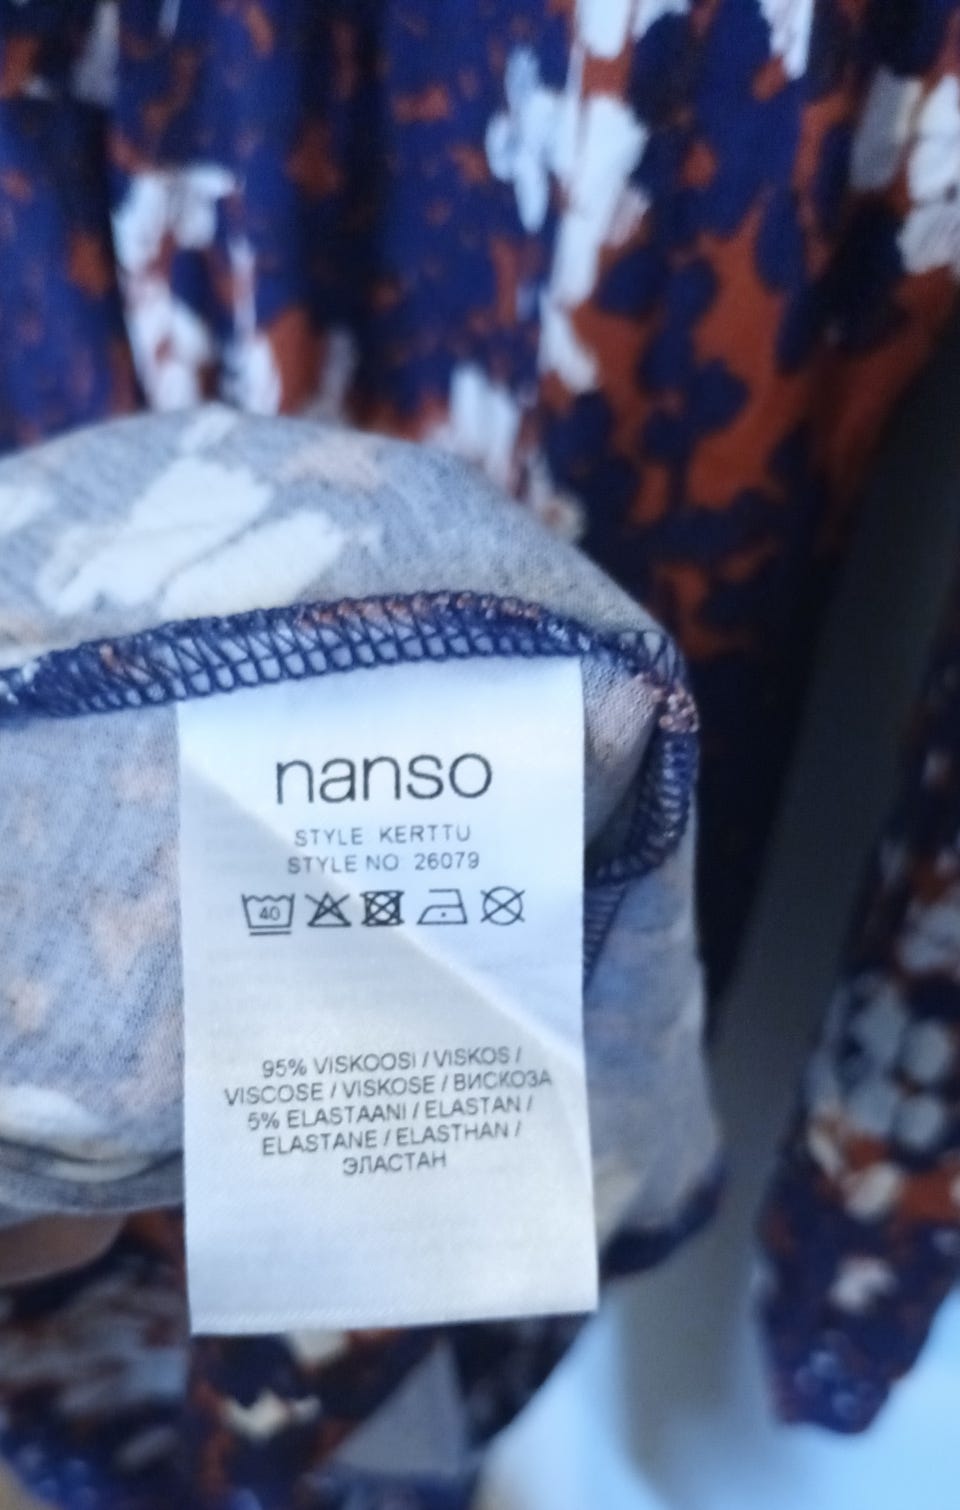 nanso
STYLE KERTTU
STYLE NO 26079
40
95% VISKOOSI / VISKOS /
VISCOSE / VISKOSE / ВИСКОЗА
5% ELASTAANI / ELASTAN /
ELASTANE / ELASTHAN /
ЭЛАСТАН